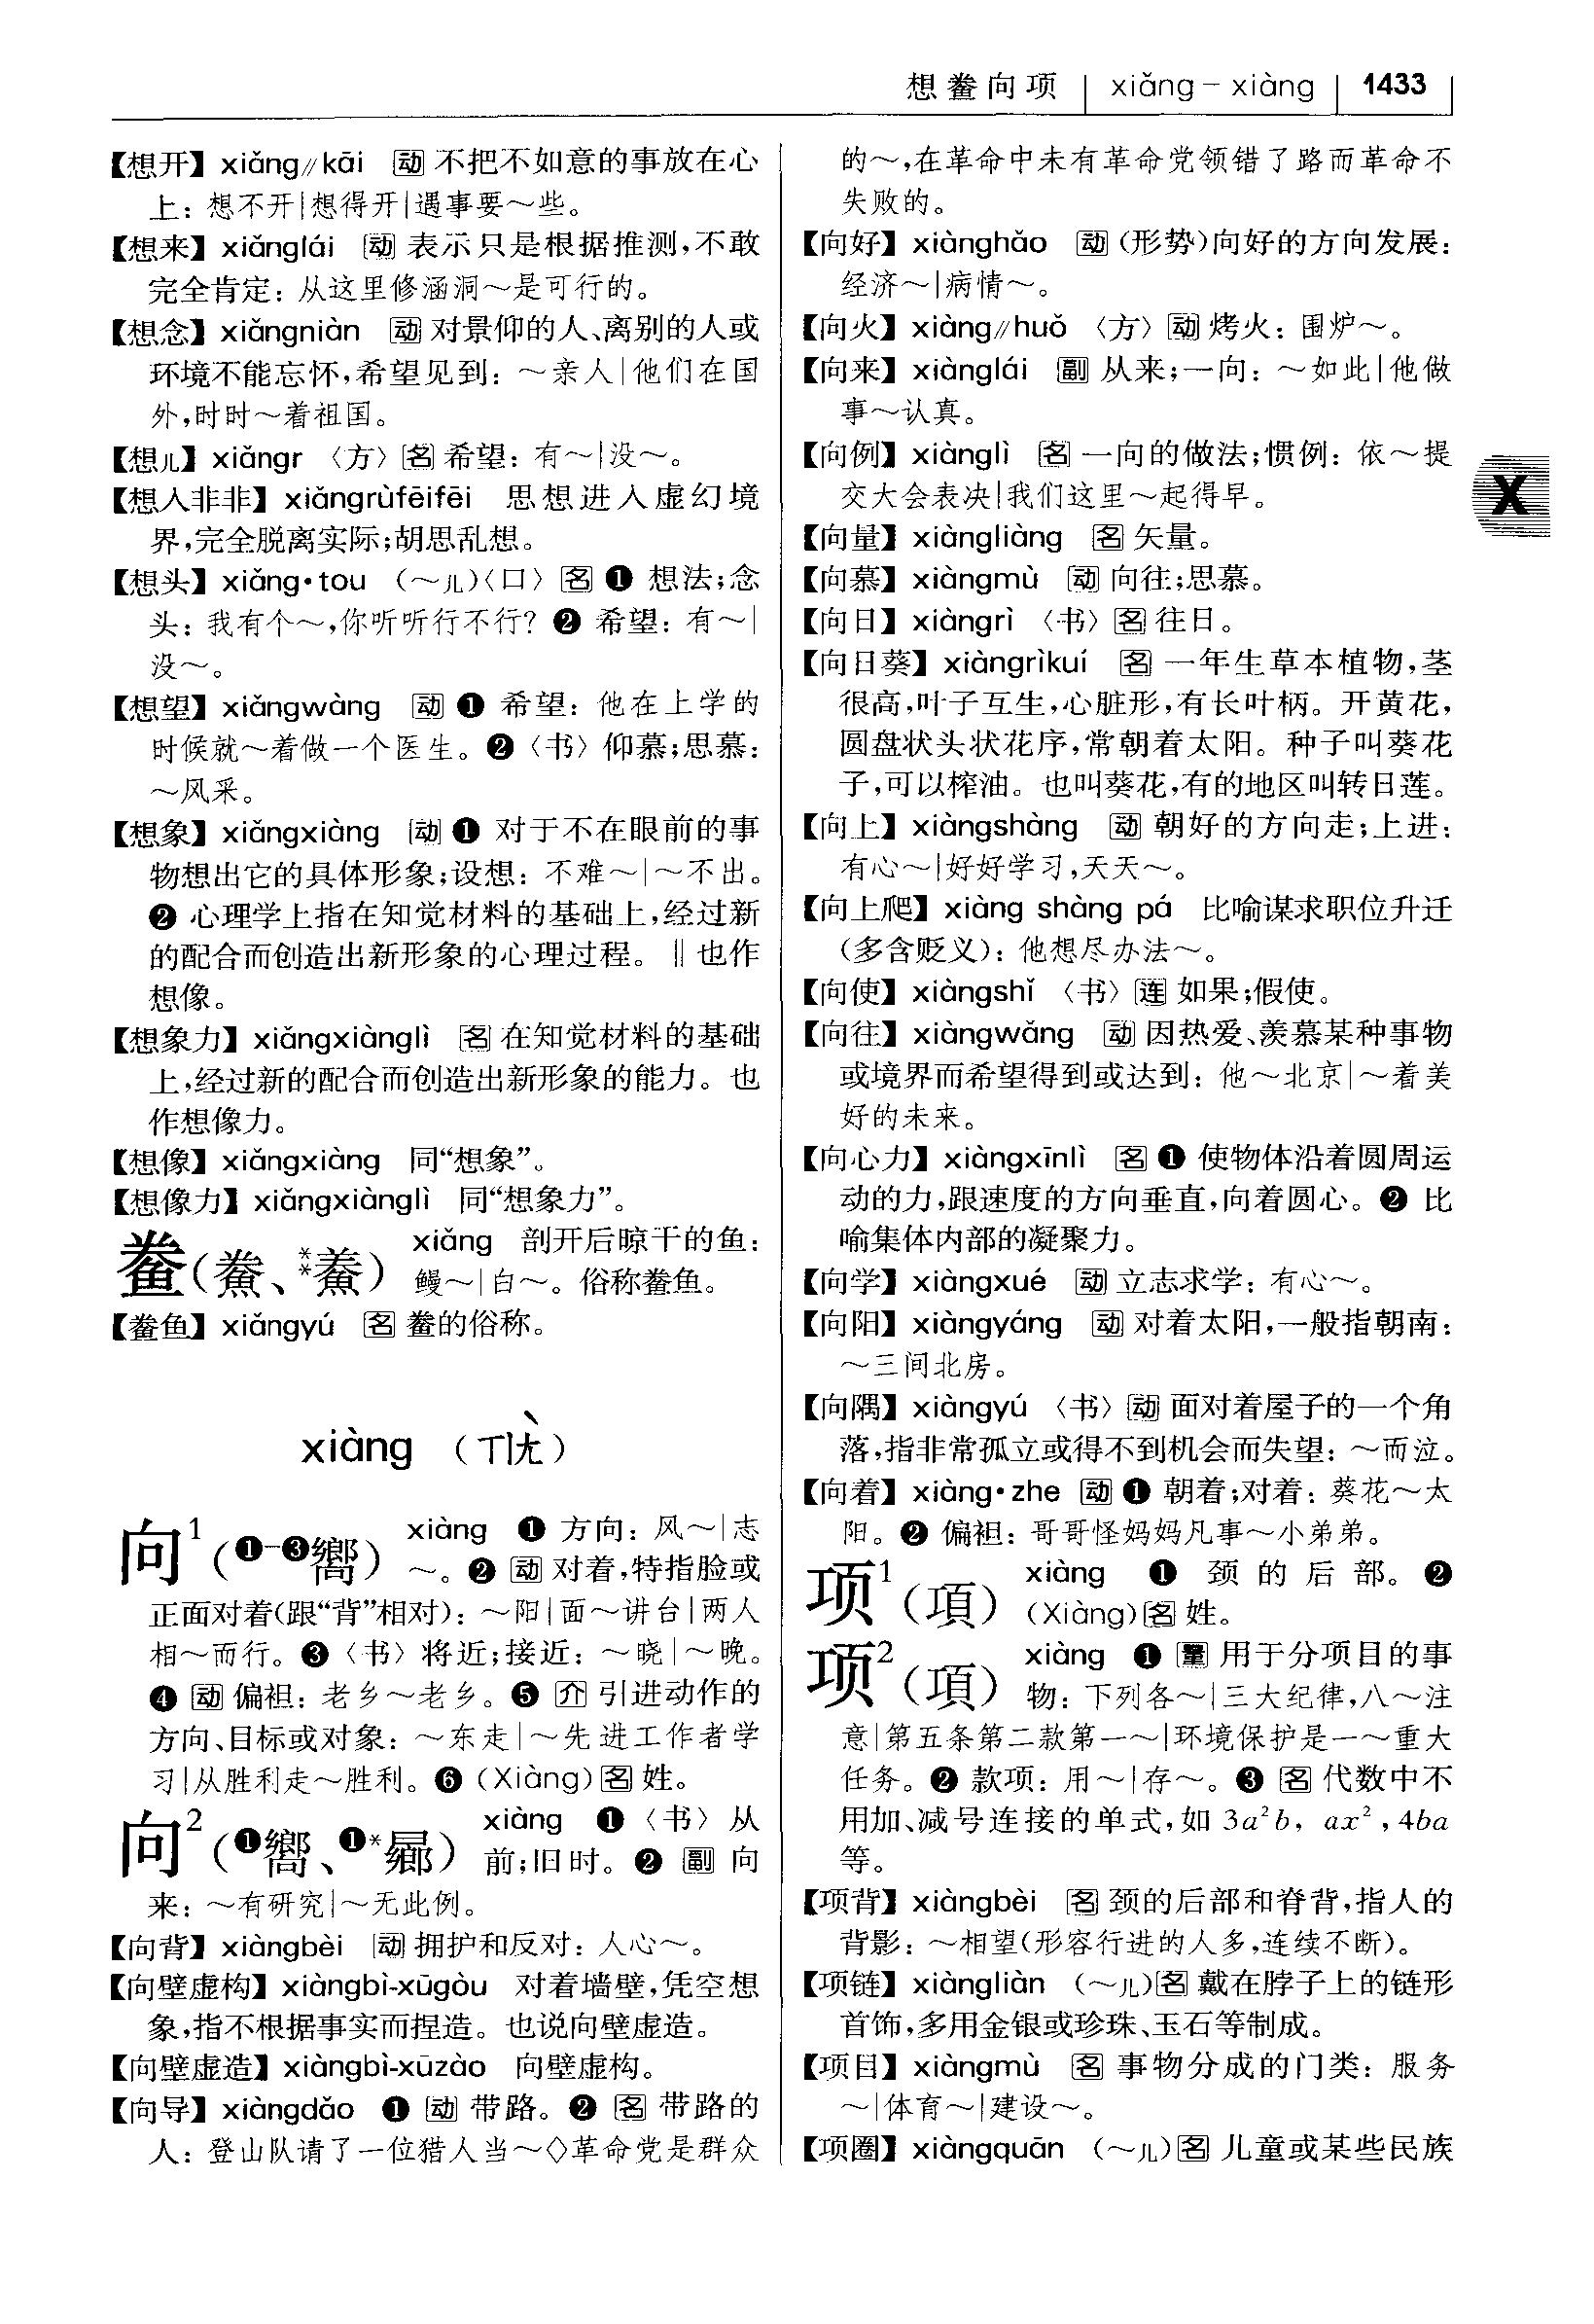 想鲞向项 | xiǎng – xiàng | 1433
【想开】 xiǎng∥kāi 动 不把不如意的事放在心
上：想不开|想得开|遇事要～些。
【想来】 xiǎnglái 动 表示只是根据推测,不敢
完全肯定：从这里修涵洞～是可行的。
【想念】 xiǎngniàn 动 对景仰的人、离别的人或
环境不能忘怀,希望见到：～亲人|他们在国
外,时时～着祖国。
【想儿】 xiǎngr 〈方〉名 希望：有～|没～。
【想入非非】 xiǎngrùfēifēi 思想进入虚幻境
界,完全脱离实际;胡思乱想。
【想头】 xiǎng•tou （～儿）〈口〉名 ❶ 想法;念
头：我有个～,你听听行不行？❷ 希望：有～|
没～。
【想望】 xiǎngwàng 动 ❶ 希望：他在上学的
时候就～着做一个医生。❷〈书〉仰慕;思慕：
～风采。
【想象】 xiǎngxiàng 动 ❶ 对于不在眼前的事
物想出它的具体形象;设想：不难～|～不出。
❷ 心理学上指在知觉材料的基础上,经过新
的配合而创造出新形象的心理过程。‖也作
想像。
【想象力】 xiǎngxiànglì 名 在知觉材料的基础
上,经过新的配合而创造出新形象的能力。也
作想像力。
【想像】 xiǎngxiàng 同“想象”。
【想像力】 xiǎngxiànglì 同“想象力”。
鲞(鯗、**鮝) xiǎng 剖开后晾干的鱼：
鳗～|白～。俗称鲞鱼。
【鲞鱼】 xiǎngyú 名 鲞的俗称。
xiàng （ㄒㄧㄤˋ）
向¹(❶-❸嚮) xiàng ❶ 方向：风～|志
～。❷ 动 对着,特指脸或
正面对着(跟“背”相对)：～阳|面～讲台|两人
相～而行。❸〈书〉将近;接近：～晓|～晚。
❹ 动 偏袒：老乡～老乡。❺ 介 引进动作的
方向、目标或对象：～东走|～先进工作者学
习|从胜利走～胜利。❻ (Xiàng) 名 姓。
向²(❶嚮、❶*曏) xiàng ❶〈书〉从
前;旧时。❷ 副 向
来：～有研究|～无此例。
【向背】 xiàngbèi 动 拥护和反对：人心～。
【向壁虚构】 xiàngbì-xūgòu 对着墙壁,凭空想
象,指不根据事实而捏造。也说向壁虚造。
【向壁虚造】 xiàngbì-xūzào 向壁虚构。
【向导】 xiàngdǎo ❶ 动 带路。❷ 名 带路的
人：登山队请了一位猎人当～◇革命党是群众
的～,在革命中未有革命党领错了路而革命不
失败的。
【向好】 xiànghǎo 动 (形势)向好的方向发展：
经济～|病情～。
【向火】 xiàng∥huǒ 〈方〉动 烤火：围炉～。
【向来】 xiànglái 副 从来;一向：～如此|他做
事～认真。
【向例】 xiànglì 名 一向的做法;惯例：依～提
交大会表决|我们这里～起得早。
X
【向量】 xiàngliàng 名 矢量。
【向慕】 xiàngmù 动 向往;思慕。
【向日】 xiàngrì 〈书〉名 往日。
【向日葵】 xiàngrìkuí 名 一年生草本植物,茎
很高,叶子互生,心脏形,有长叶柄。开黄花,
圆盘状头状花序,常朝着太阳。种子叫葵花
子,可以榨油。也叫葵花,有的地区叫转日莲。
【向上】 xiàngshàng 动 朝好的方向走;上进：
有心～|好好学习,天天～。
【向上爬】 xiàng shàng pá 比喻谋求职位升迁
(多含贬义)：他想尽办法～。
【向使】 xiàngshǐ 〈书〉连 如果;假使。
【向往】 xiàngwǎng 动 因热爱、羡慕某种事物
或境界而希望得到或达到：他～北京|～着美
好的未来。
【向心力】 xiàngxīnlì 名 ❶ 使物体沿着圆周运
动的力,跟速度的方向垂直,向着圆心。❷ 比
喻集体内部的凝聚力。
【向学】 xiàngxué 动 立志求学：有心～。
【向阳】 xiàngyáng 动 对着太阳,一般指朝南：
～三间北房。
【向隅】 xiàngyú 〈书〉动 面对着屋子的一个角
落,指非常孤立或得不到机会而失望：～而泣。
【向着】 xiàng•zhe 动 ❶ 朝着;对着：葵花～太
阳。❷ 偏袒：哥哥怪妈妈凡事～小弟弟。
项¹(項) xiàng ❶ 颈的后部。❷
(Xiàng) 名 姓。
项²(項) xiàng ❶ 量 用于分项目的事
物：下列各～|三大纪律,八～注
意|第五条第二款第一～|环境保护是一～重大
任务。❷ 款项：用～|存～。❸ 名 代数中不
用加、减号连接的单式,如 3a²b, ax², 4ba
等。
【项背】 xiàngbèi 名 颈的后部和脊背,指人的
背影：～相望(形容行进的人多,连续不断)。
【项链】 xiàngliàn （～儿）名 戴在脖子上的链形
首饰,多用金银或珍珠、玉石等制成。
【项目】 xiàngmù 名 事物分成的门类：服务
～|体育～|建设～。
【项圈】 xiàngquān （～儿）名 儿童或某些民族